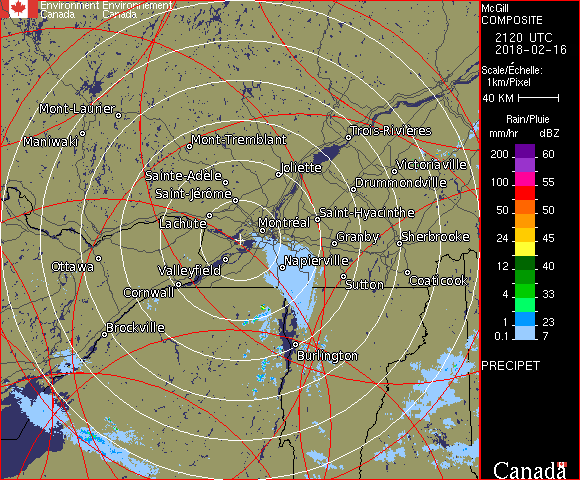 Environment Environnement
Canada Canada
McGill
COMPOSITE
2120 UTC
2018-02-16
Scale/Échelle:
1km/Pixel
40 KM
Rain/Pluie
mm/hr dBZ
200 60
150 57
100 55
50 50
24 45
12 40
4 33
1 23
0.1 7
PRECIPET
Canada
Mont-Laurier
Maniwaki
Mont-Tremblant
Trois-Rivières
Sainte-Adèle
Joliette
Victoriaville
Saint-Jérôme
Drummondville
Lachute
Montréal
Saint-Hyacinthe
Granby
Sherbrooke
Ottawa
Valleyfield
Napierville
Cornwall
Sutton
Coaticook
Brockville
Burlington